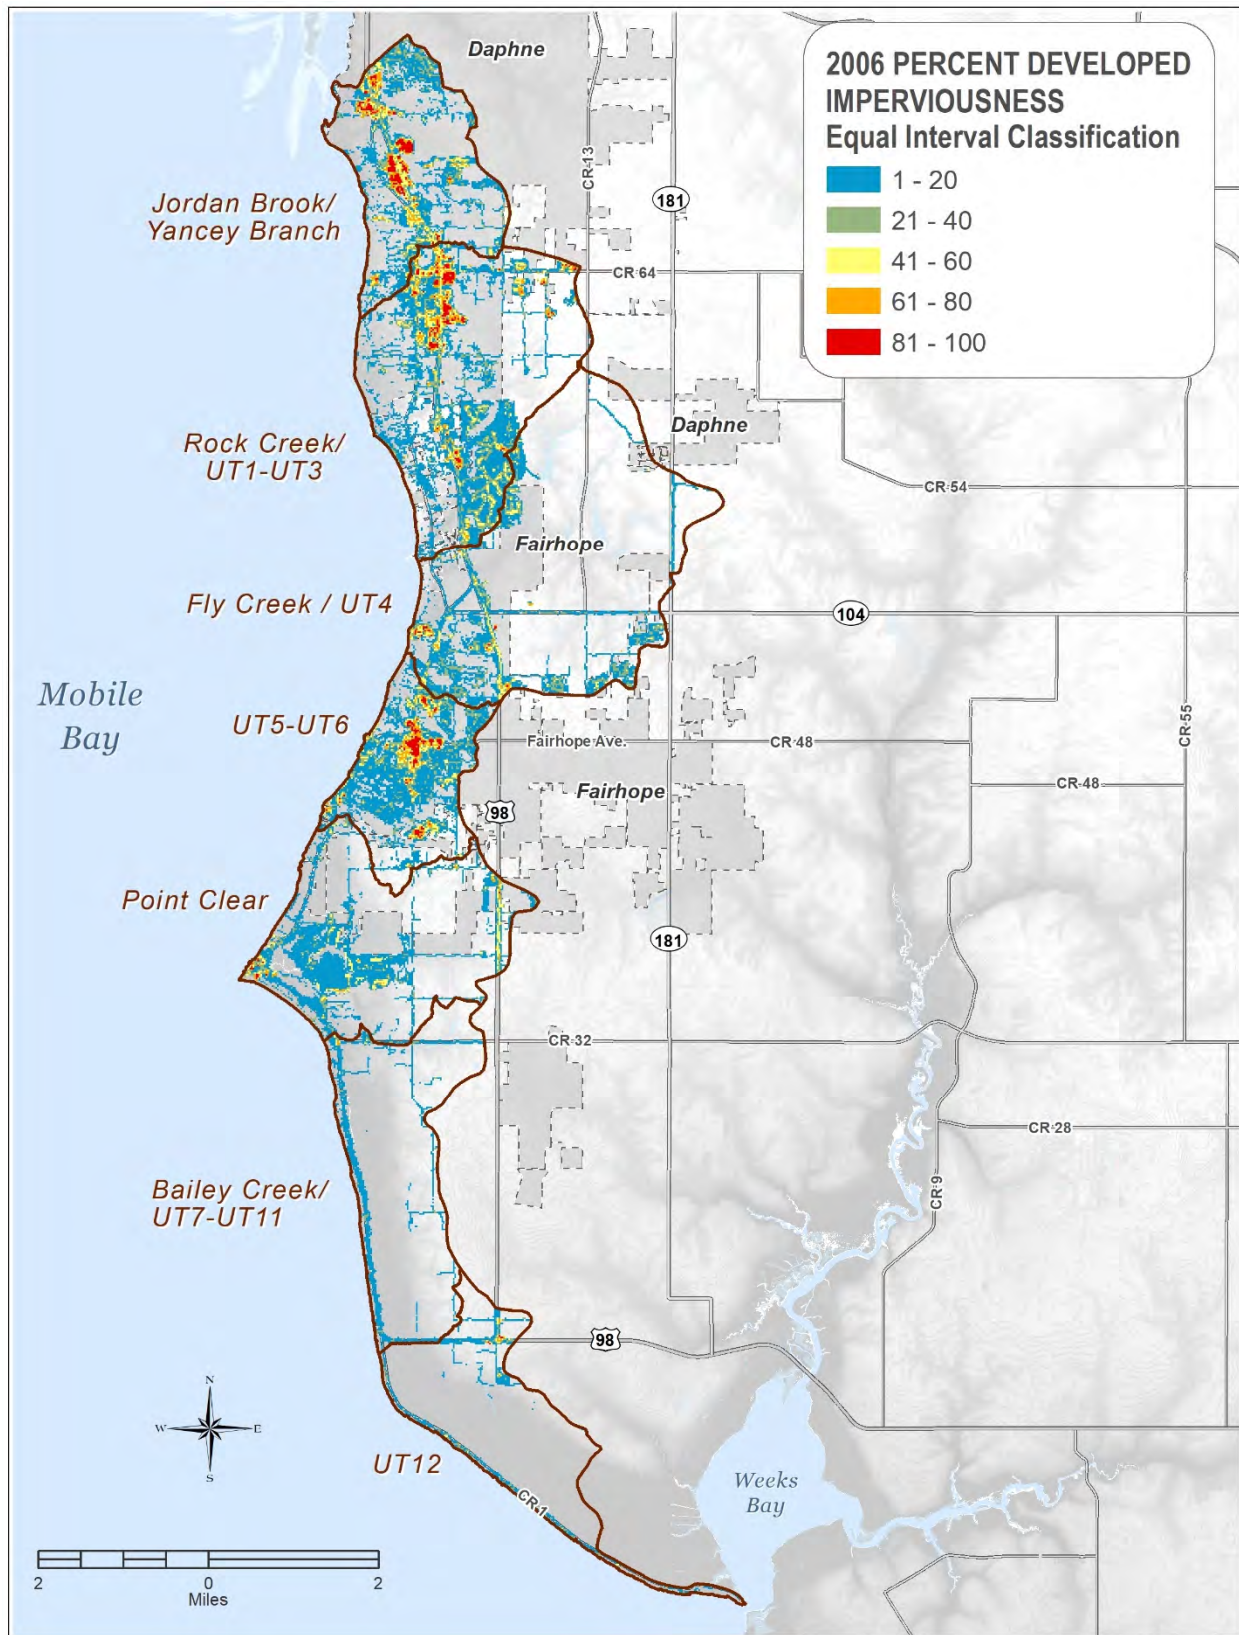 Daphne
2006 PERCENT DEVELOPED
IMPERVIOUSNESS
Equal Interval Classification
1 - 20
21 - 40
41 - 60
61 - 80
81 - 100
CR 13
181
Jordan Brook/
Yancey Branch
CR 64
Rock Creek/
UT1-UT3
Daphne
CR 54
Fairhope
Fly Creek / UT4
104
Mobile
Bay
UT5-UT6
Fairhope Ave.
CR 48
CR 55
CR 48
Fairhope
98
Point Clear
181
CR 32
CR 28
Bailey Creek/
UT7-UT11
CR 9
98
N
W
E
S
UT12
CR 1
Weeks
Bay
2
0
2
Miles